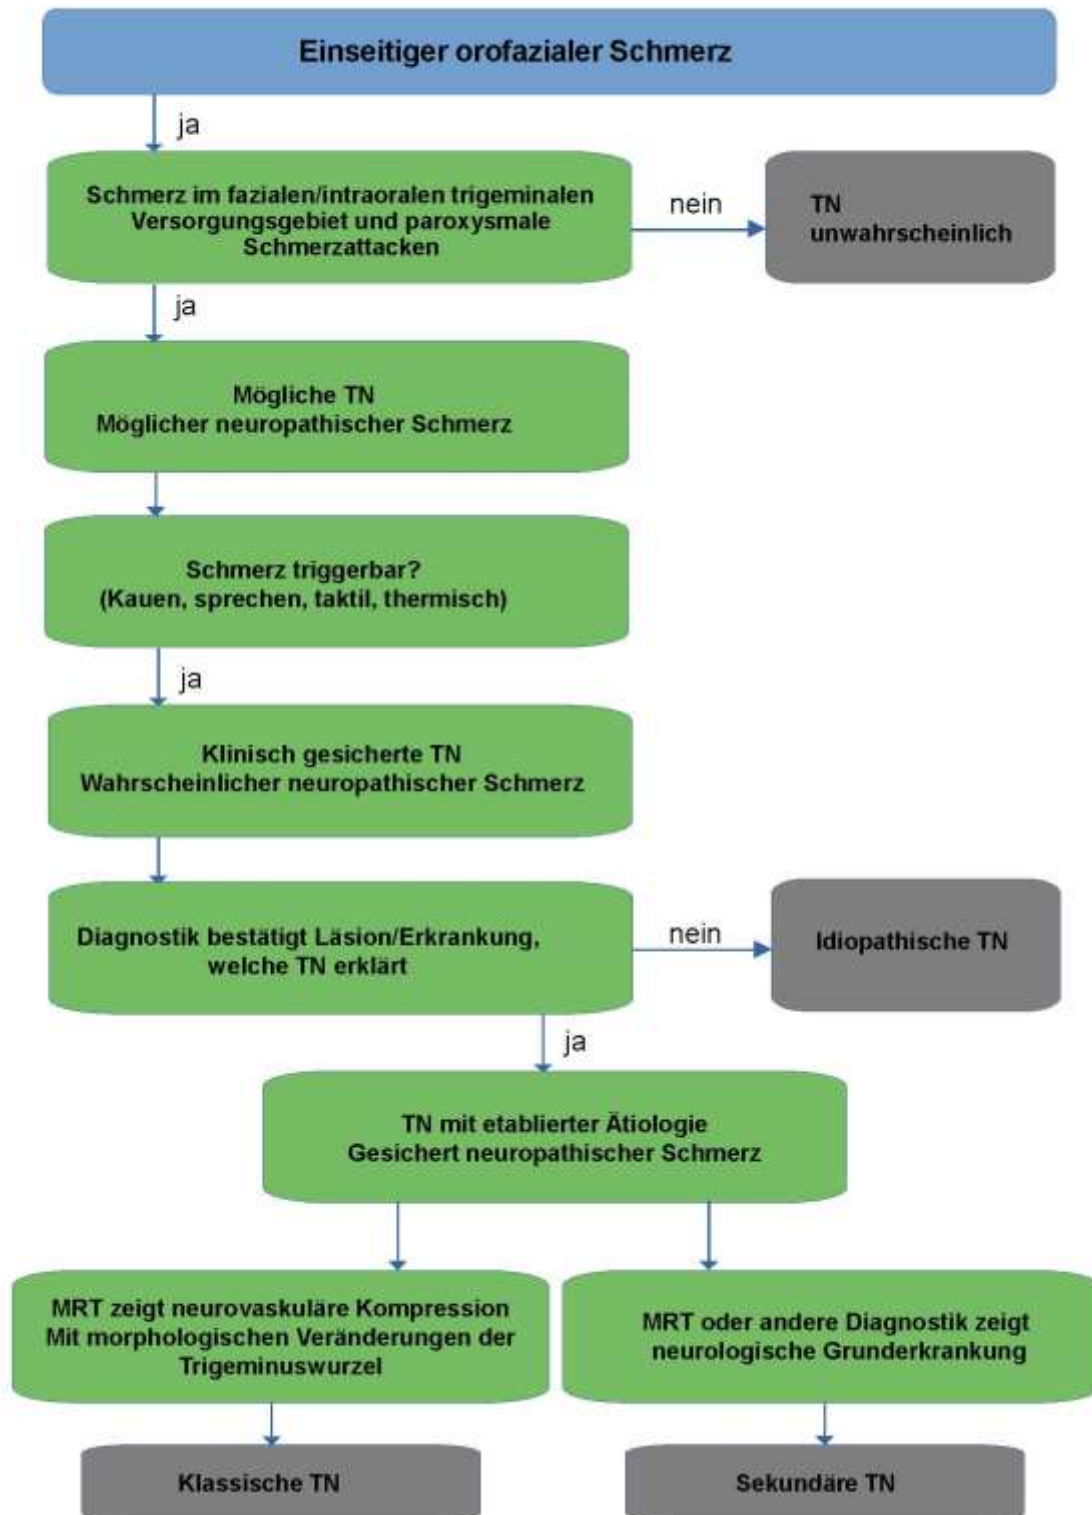 Einseitiger orofazialer Schmerz
ja
Schmerz im fazialen/intraoralen trigeminalen
Versorgungsgebiet und paroxysmale
Schmerzattacken
nein
TN
unwahrscheinlich
ja
Mögliche TN
Möglicher neuropathischer Schmerz
Schmerz triggerbar?
(Kauen, sprechen, taktil, thermisch)
ja
Klinisch gesicherte TN
Wahrscheinlicher neuropathischer Schmerz
Diagnostik bestätigt Läsion/Erkrankung,
welche TN erklärt
nein
Idiopathische TN
ja
TN mit etablierter Ätiologie
Gesichert neuropathischer Schmerz
MRT zeigt neurovaskuläre Kompression
Mit morphologischen Veränderungen der
Trigeminuswurzel
MRT oder andere Diagnostik zeigt
neurologische Grunderkrankung
Klassische TN
Sekundäre TN